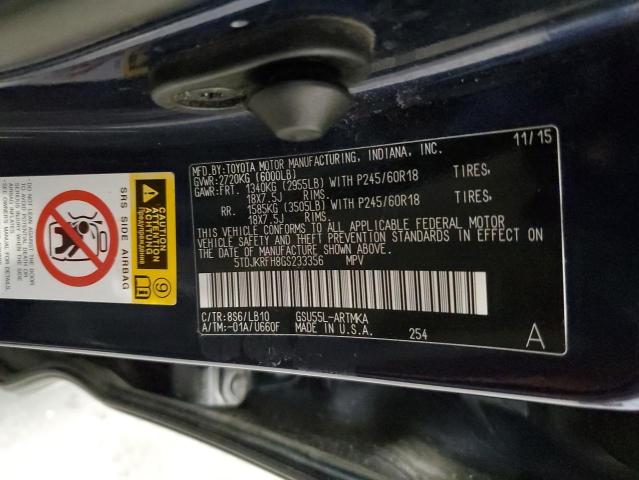 MFD.BY:TOYOTA MOTOR MANUFACTURING, INDIANA, INC. 11/15
GVWR:2720KG (6000LB)
GAWR:FRT. 1340KG (2955LB) WITH P245/60R18 TIRES,
18X7.5J RIMS
RR. 1585KG (3505LB) WITH P245/60R18 TIRES,
18X7.5J RIMS.
THIS VEHICLE CONFORMS TO ALL APPLICABLE FEDERAL MOTOR
VEHICLE SAFETY AND THEFT PREVENTION STANDARDS IN EFFECT ON
THE DATE OF MANUFACTURE SHOWN ABOVE.
5TDJKRFH8GS233356 MPV
C/TR:8S6/LB10 GSU55L-ARTMKA
A/TM:-01A/U660F MADE IN U.S.A. 254 A
SRS SIDE AIRBAG
CAUTION
9